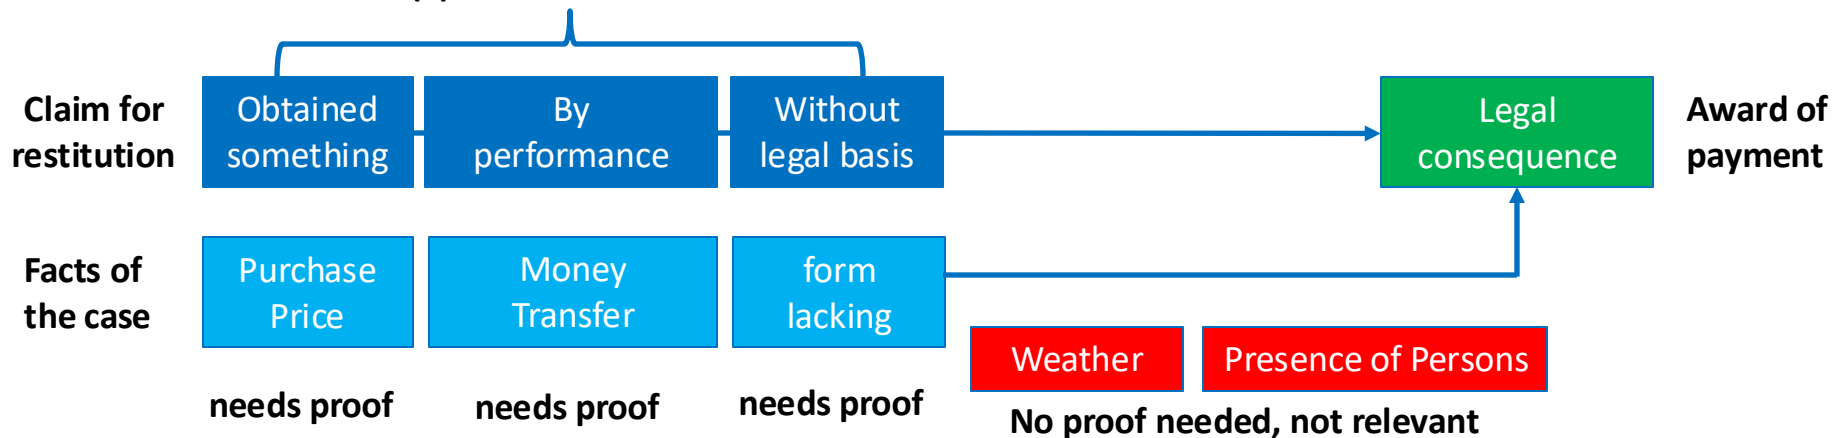 Claim for
restitution
Obtained
something
By
performance
Without
legal basis
Legal
consequence
Award of
payment
Facts of
the case
Purchase
Price
Money
Transfer
form
lacking
Weather
Presence of Persons
needs proof
needs proof
needs proof
No proof needed, not relevant